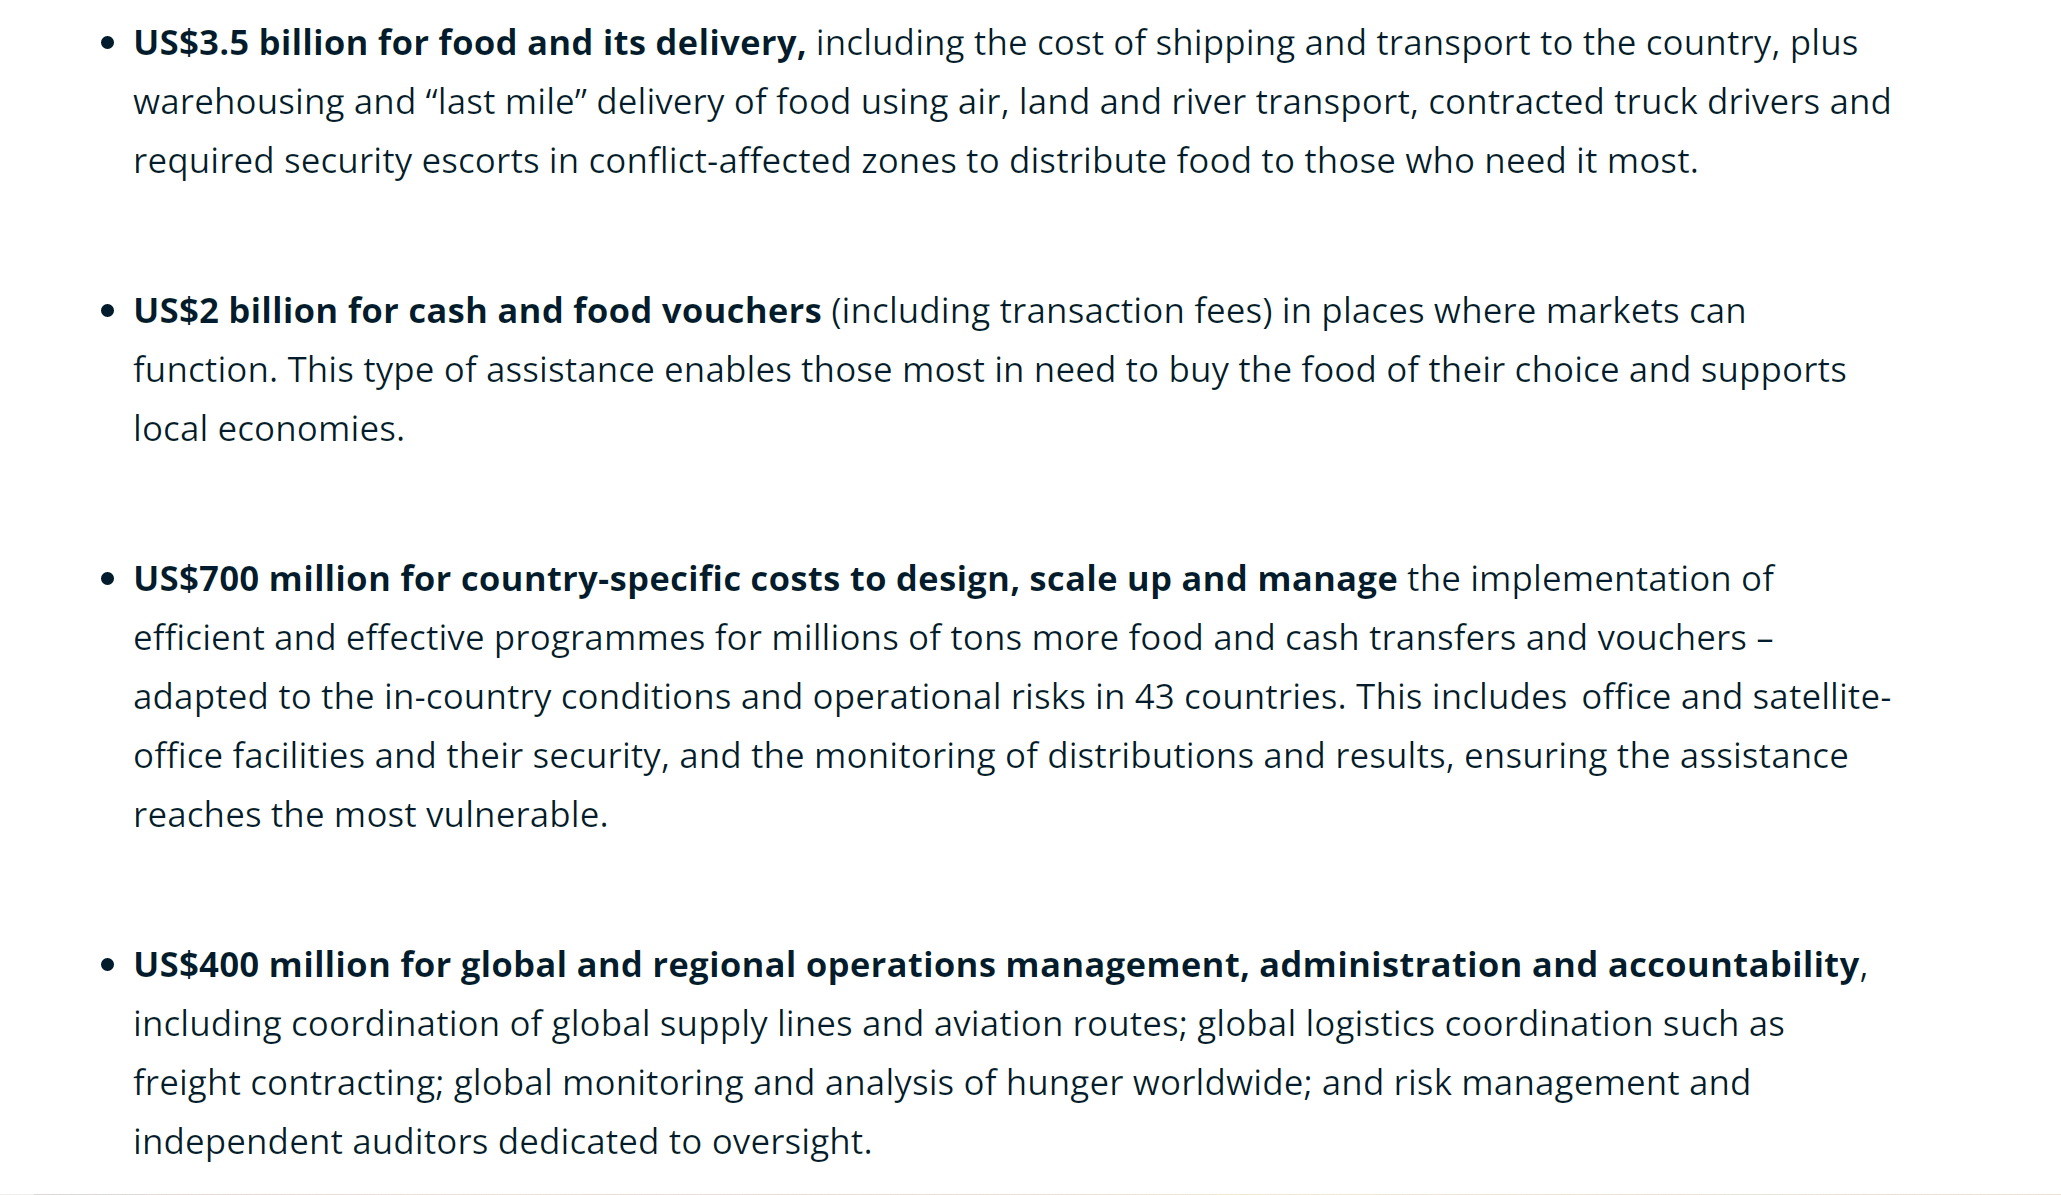 • US$3.5 billion for food and its delivery, including the cost of shipping and transport to the country, plus
warehousing and “last mile” delivery of food using air, land and river transport, contracted truck drivers and
required security escorts in conflict-affected zones to distribute food to those who need it most.
• US$2 billion for cash and food vouchers (including transaction fees) in places where markets can
function. This type of assistance enables those most in need to buy the food of their choice and supports
local economies.
• US$700 million for country-specific costs to design, scale up and manage the implementation of
efficient and effective programmes for millions of tons more food and cash transfers and vouchers –
adapted to the in-country conditions and operational risks in 43 countries. This includes office and satellite-
office facilities and their security, and the monitoring of distributions and results, ensuring the assistance
reaches the most vulnerable.
• US$400 million for global and regional operations management, administration and accountability,
including coordination of global supply lines and aviation routes; global logistics coordination such as
freight contracting; global monitoring and analysis of hunger worldwide; and risk management and
independent auditors dedicated to oversight.